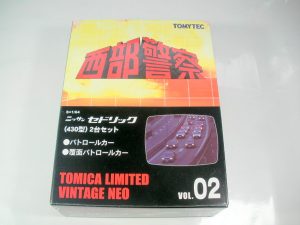 TOMYTEC
西部警察
S=1/64
ニッサン セドリック
(430型) 2台セット
●パトロールカー
●覆面パトロールカー
TOMICA LIMITED
VINTAGE NEO
VOL. 02